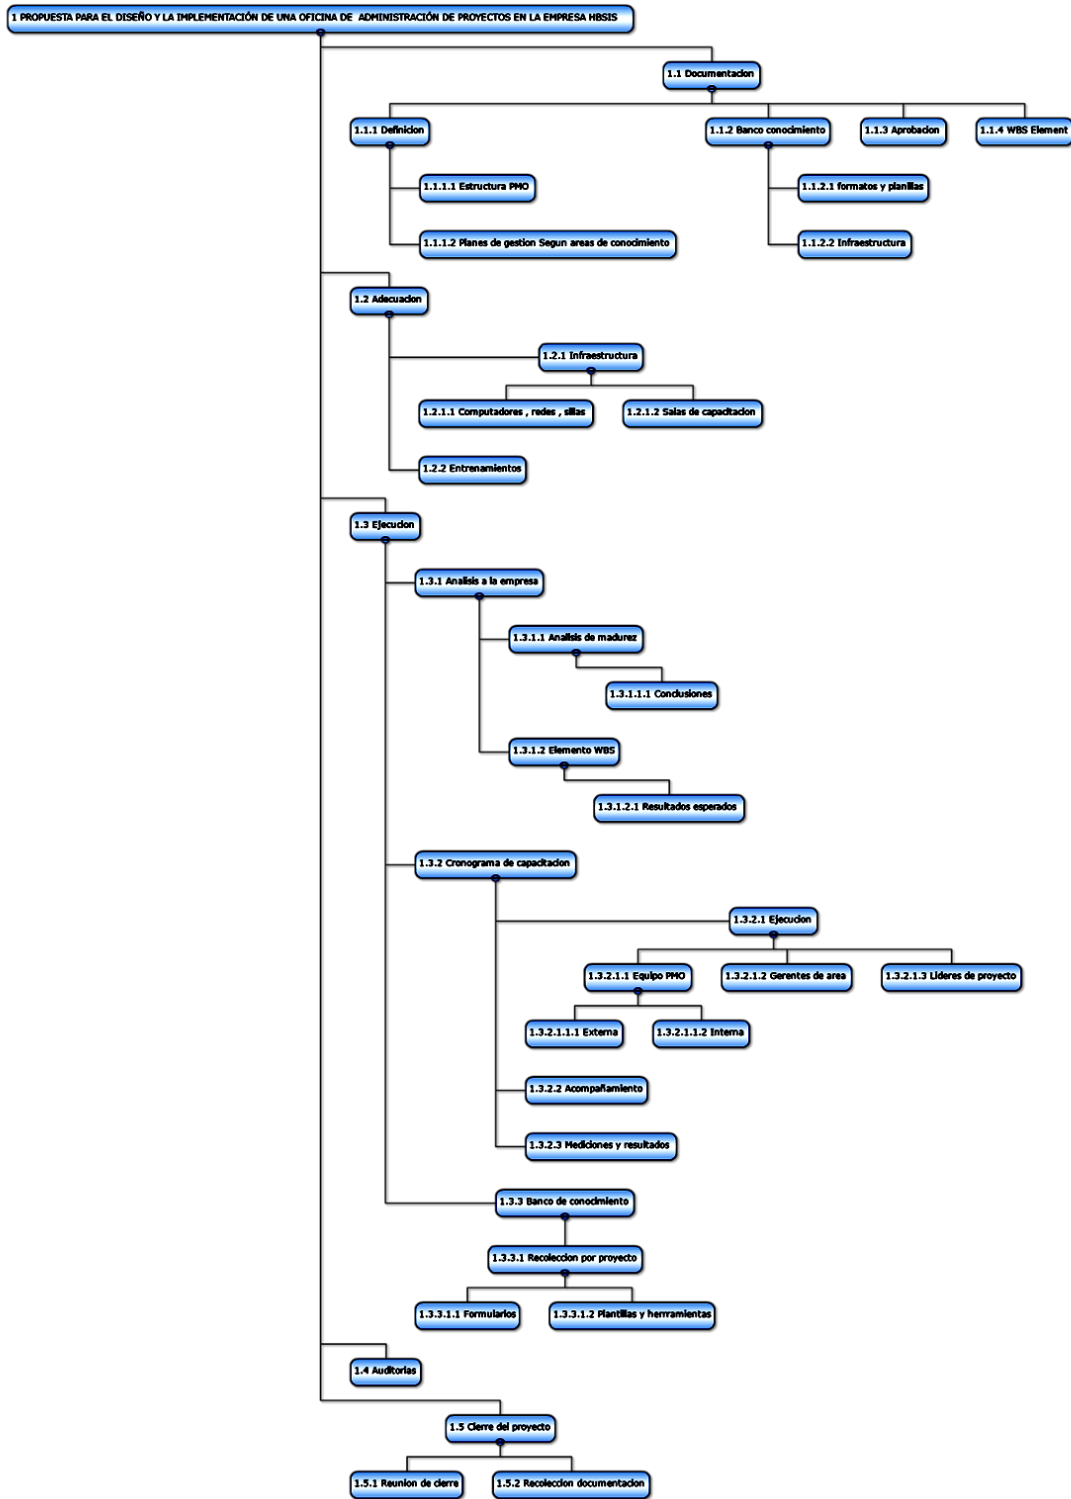 1 PROPUESTA PARA EL DISEÑO Y LA IMPLEMENTACIÓN DE UNA OFICINA DE ADMINISTRACIÓN DE PROYECTOS EN LA EMPRESA HBSIS
1.1 Documentacion
1.1.1 Definicion
1.1.2 Banco conocimiento
1.1.3 Aprobacion
1.1.4 WBS Element
1.1.1.1 Estructura PMO
1.1.2.1 formatos y planillas
1.1.1.2 Planes de gestion Segun areas de conocimiento
1.1.2.2 Infraestructura
1.2 Adecuacion
1.2.1 Infraestructura
1.2.1.1 Computadores , redes , sillas
1.2.1.2 Salas de capacitacion
1.2.2 Entrenamientos
1.3 Ejecucion
1.3.1 Analisis a la empresa
1.3.1.1 Analisis de madurez
1.3.1.1.1 Conclusiones
1.3.1.2 Elemento WBS
1.3.1.2.1 Resultados esperados
1.3.2 Cronograma de capacitacion
1.3.2.1 Ejecucion
1.3.2.1.1 Equipo PMO
1.3.2.1.2 Gerentes de area
1.3.2.1.3 Lideres de proyecto
1.3.2.1.1.1 Externa
1.3.2.1.1.2 Interna
1.3.2.2 Acompañamiento
1.3.2.3 Mediciones y resultados
1.3.3 Banco de conocimiento
1.3.3.1 Recoleccion por proyecto
1.3.3.1.1 Formularios
1.3.3.1.2 Plantillas y herrramientas
1.4 Auditorias
1.5 Cierre del proyecto
1.5.1 Reunion de cierre
1.5.2 Recoleccion documentacion